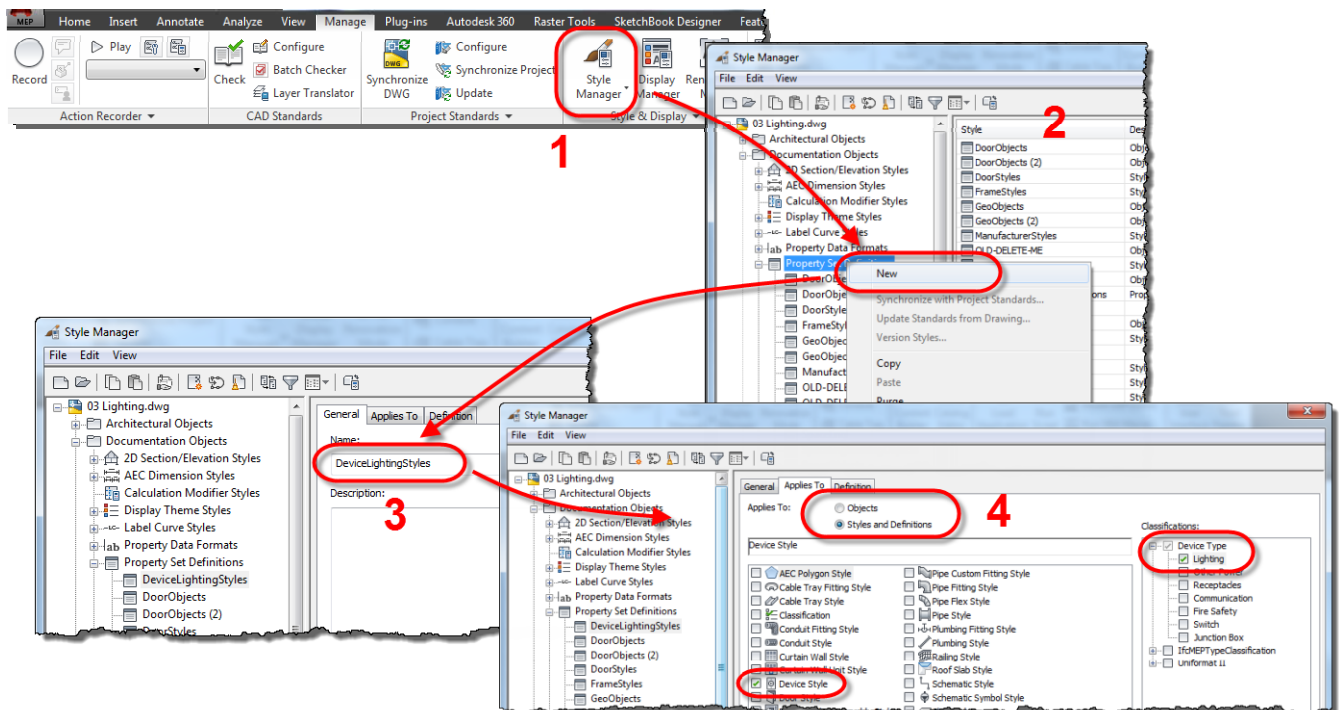 MEP Home Insert Annotate Analyze View Manage Plug-ins Autodesk 360 Raster Tools SketchBook Designer
Play Configure Configure
Batch Checker Synchronize Project
Record Check Layer Translator Synchronize DWG Update Style Manager Display Manager
Action Recorder CAD Standards Project Standards Style & Display
1
Style Manager
File Edit View
2
03 Lighting.dwg
Architectural Objects
Documentation Objects
2D Section/Elevation Styles
AEC Dimension Styles
Calculation Modifier Styles
Display Theme Styles
Label Curve Styles
Property Data Formats
Property Set
Style
DoorObjects
DoorObjects (2)
DoorStyles
FrameStyles
GeoObjects
GeoObjects (2)
ManufacturerStyles
OLD-DELETE-ME
New
Synchronize with Project Standards...
Update Standards from Drawing...
Version Styles...
Copy
Paste
Purge
Style Manager
File Edit View
03 Lighting.dwg
Architectural Objects
Documentation Objects
2D Section/Elevation Styles
AEC Dimension Styles
Calculation Modifier Styles
Display Theme Styles
Label Curve Styles
Property Data Formats
Property Set Definitions
DeviceLightingStyles
DoorObjects
DoorObjects (2)
DoorStyles
General Applies To Definition
Name:
DeviceLightingStyles
Description:
3
Style Manager
File Edit View
03 Lighting.dwg
Architectural Objects
Documentation Objects
2D Section/Elevation Styles
AEC Dimension Styles
Calculation Modifier Styles
Display Theme Styles
Label Curve Styles
Property Data Formats
Property Set Definitions
DeviceLightingStyles
DoorObjects
DoorObjects (2)
DoorStyles
FrameStyles
GeoObjects
General Applies To Definition
Applies To: Objects
Styles and Definitions
4
Device Style
AEC Polygon Style
Cable Tray Fitting Style
Cable Tray Style
Classification
Conduit Fitting Style
Conduit Style
Curtain Wall Style
Curtain Wall Unit Style
Device Style
Door Style
Pipe Custom Fitting Style
Pipe Fitting Style
Pipe Flex Style
Pipe Style
Plumbing Fitting Style
Plumbing Style
Railing Style
Roof Slab Style
Schematic Style
Schematic Symbol Style
Classifications:
Device Type
Lighting
Other Power
Receptacles
Communication
Fire Safety
Switch
Junction Box
IfcMEPTypeClassification
Uniformat II